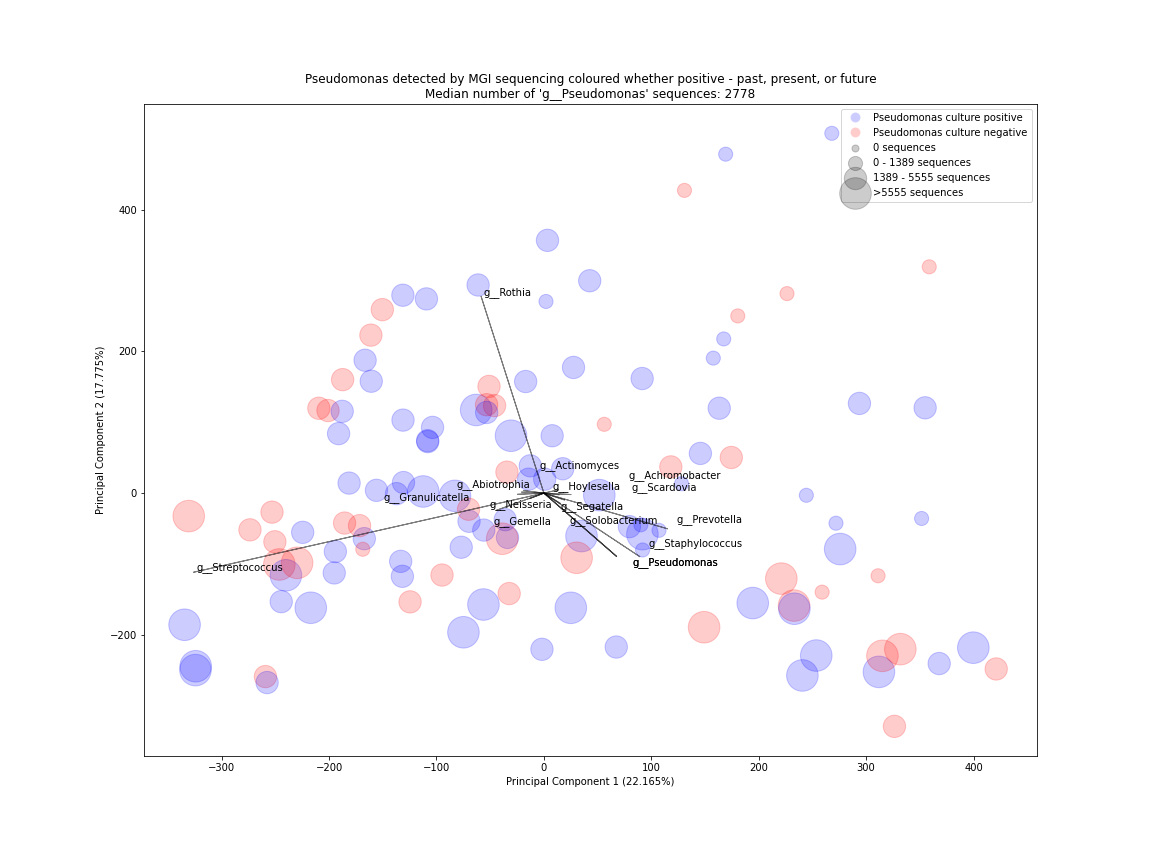 Pseudomonas detected by MGI sequencing coloured whether positive - past, present, or future
Median number of 'g__Pseudomonas' sequences: 2778
Pseudomonas culture positive
Pseudomonas culture negative
0 sequences
0 - 1389 sequences
1389 - 5555 sequences
>5555 sequences
Principal Component 2 (17.775%)
400
200
0
−200
g__Rothia
g__Actinomyces
g__Achromobacter
g__Abiotrophia
g__Hoylesella
g__Scardovia
g__Granulicatella
g__Neisseria
g__Segatella
g__Gemella
g__Solobacterium
g__Prevotella
g__Staphylococcus
g__Pseudomonas
g__Streptococcus
−300
−200
−100
0
100
200
300
400
Principal Component 1 (22.165%)